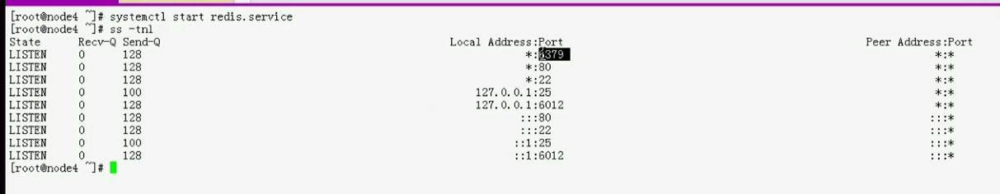 [root@node4 ~]# systemctl start redis.service
[root@node4 ~]# ss -tnl
State Recv-Q Send-Q Local Address:Port Peer Address:Port
LISTEN 0 128 *:6379 *:*
LISTEN 0 128 *:80 *:*
LISTEN 0 128 *:22 *:*
LISTEN 0 100 127.0.0.1:25 *:*
LISTEN 0 128 127.0.0.1:6012 *:*
LISTEN 0 128 :::80 :::*
LISTEN 0 128 :::22 :::*
LISTEN 0 100 ::1:25 :::*
LISTEN 0 128 ::1:6012 :::*
[root@node4 ~]#